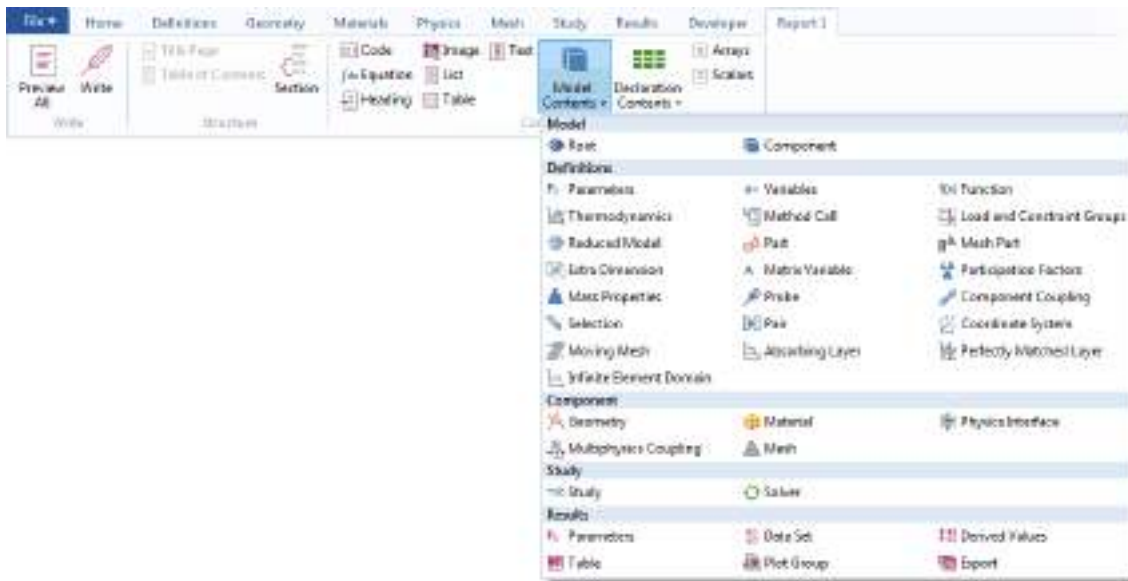 File Home Definitions Geometry Materials Physics Mesh Study Results Developer Report 1
Preview All
Write
Title Page
Table of Contents
Section
Code
Equation
Heading
Image
List
Table
Text
Model Contents
Declaration Contents
Arrays
Scalars
Write Structure
Model
Root Component
Definitions
Parameters Variables Function
Thermodynamics Method Call Load and Constraint Groups
Reduced Model Part Mesh Part
Extra Dimension Matrix Variable Participation Factors
Mass Properties Probe Component Coupling
Selection Pair Coordinate System
Moving Mesh Absorbing Layer Perfectly Matched Layer
Infinite Element Domain
Component
Geometry Material Physics Interface
Multiphysics Coupling Mesh
Study
Study Solver
Results
Parameters Data Set Derived Values
Table Plot Group Export